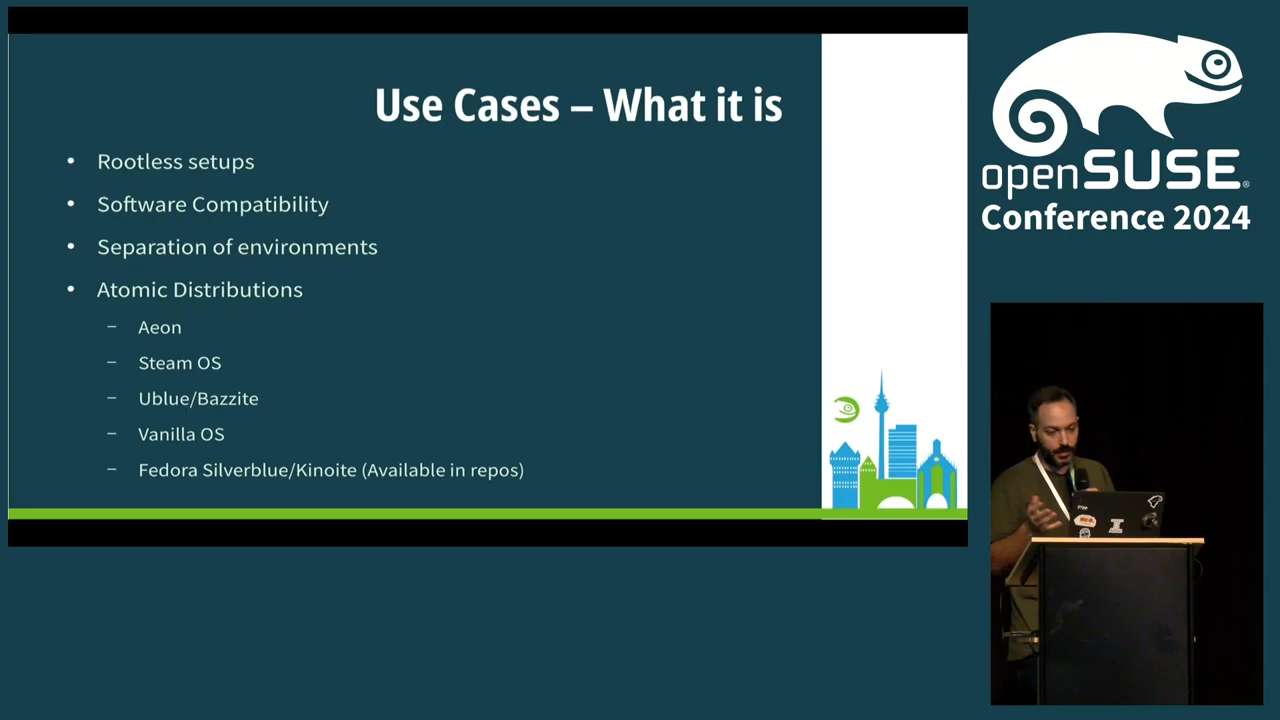 Use Cases – What it is
• Rootless setups
• Software Compatibility
• Separation of environments
• Atomic Distributions
– Aeon
– Steam OS
– Ublue/Bazzite
– Vanilla OS
– Fedora Silverblue/Kinoite (Available in repos)
openSUSE®
Conference 2024